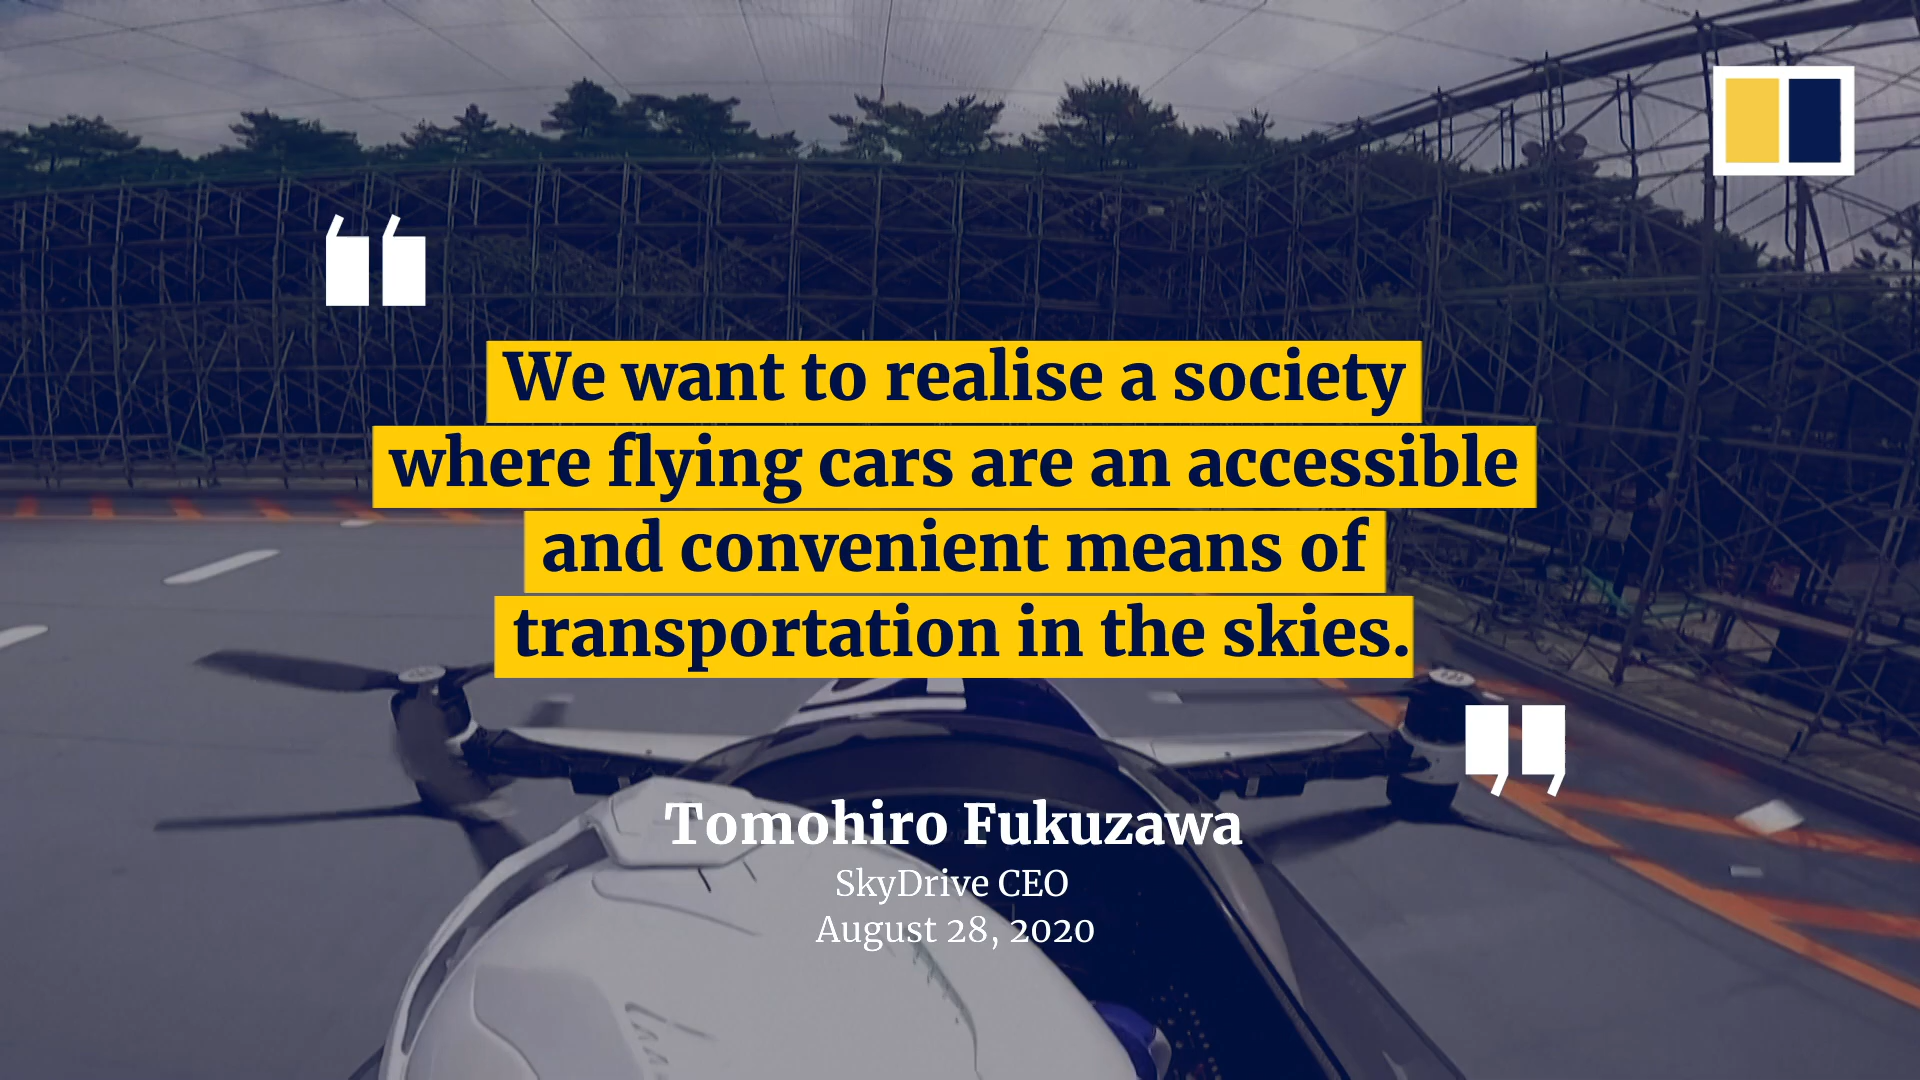 We want to realise a society
where flying cars are an accessible
and convenient means of
transportation in the skies.
Tomohiro Fukuzawa
SkyDrive CEO
August 28, 2020